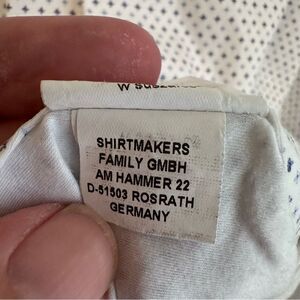 SHIRTMAKERS
FAMILY GMBH
AM HAMMER 22
D-51503 ROSRATH
GERMANY